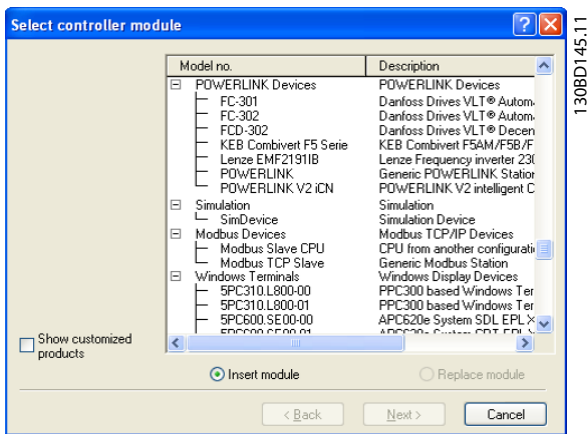 Select controller module
130BD145.11
Model no. Description
POWERLINK Devices POWERLINK Devices
FC-301 Danfoss Drives VLT® Autom
FC-302 Danfoss Drives VLT® Autom
FCD-302 Danfoss Drives VLT® Decen
KEB Combivert F5 Serie KEB Combivert F5AM/F5B/F
Lenze EMF2191IB Lenze Frequency inverter 230
POWERLINK Generic POWERLINK Station
POWERLINK V2 iCN POWERLINK V2 intelligent C
Simulation Simulation
SimDevice Simulation Device
Modbus Devices Modbus TCP/IP Devices
Modbus Slave CPU CPU from another configurati
Modbus TCP Slave Generic Modbus Station
Windows Terminals Windows Display Devices
5PC310.L800-00 PPC300 based Windows Ter
5PC310.L800-01 PPC300 based Windows Ter
5PC600.SE00-00 APC620e System SDL EPL
Show customized
products
Insert module Replace module
< Back Next > Cancel